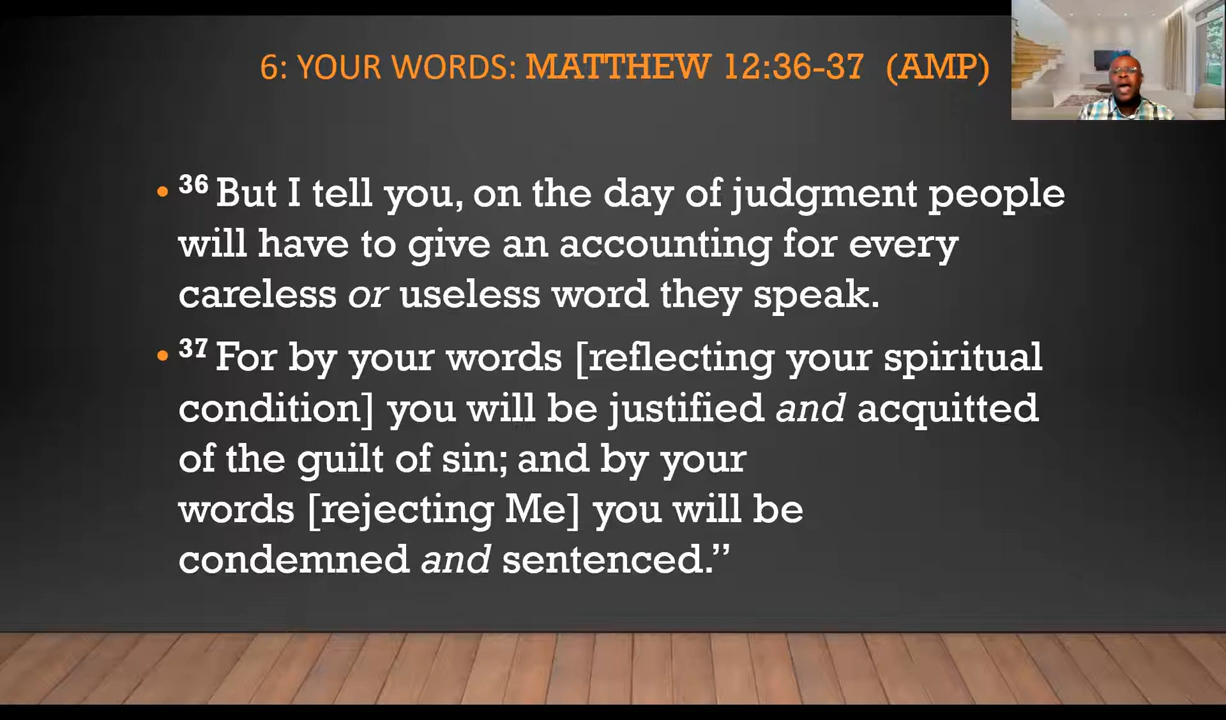 6: YOUR WORDS: MATTHEW 12:36-37 (AMP)
• 36 But I tell you, on the day of judgment people
will have to give an accounting for every
careless or useless word they speak.
• 37 For by your words [reflecting your spiritual
condition] you will be justified and acquitted
of the guilt of sin; and by your
words [rejecting Me] you will be
condemned and sentenced.”